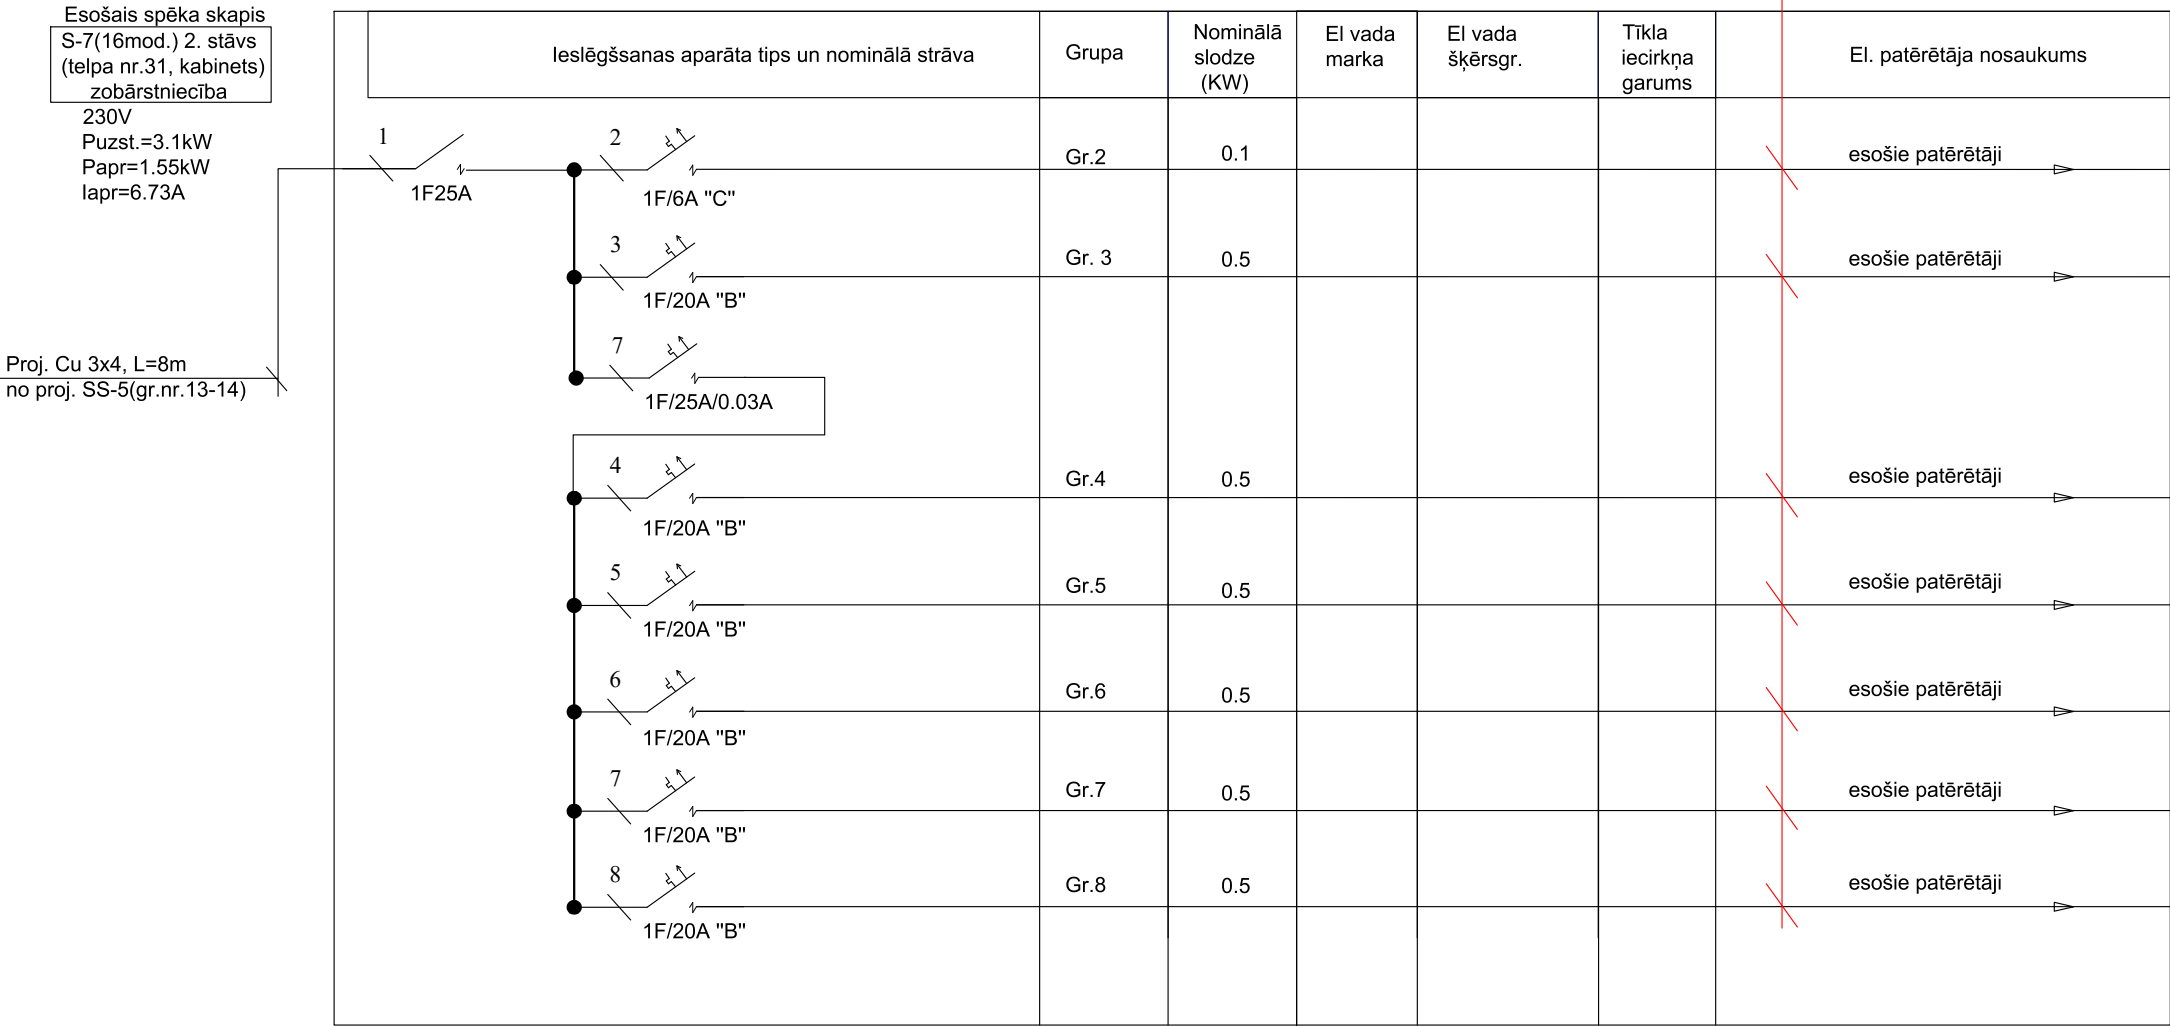 Esošais spēka skapis
S-7(16mod.) 2. stāvs
(telpa nr.31, kabinets)
zobārstniecība
230V
Puzst.=3.1kW
Papr=1.55kW
Iapr=6.73A
Proj. Cu 3x4, L=8m
no proj. SS-5(gr.nr.13-14)
Ieslēgšsanas aparāta tips un nominālā strāva
Grupa
Nominālā
slodze
(KW)
El vada
marka
El vada
šķērsgr.
Tīkla
iecirkņa
garums
El. patērētāja nosaukums
1
1F25A
2
1F/6A "C"
Gr.2
0.1
esošie patērētāji
3
1F/20A "B"
Gr. 3
0.5
esošie patērētāji
7
1F/25A/0.03A
4
1F/20A "B"
Gr.4
0.5
esošie patērētāji
5
1F/20A "B"
Gr.5
0.5
esošie patērētāji
6
1F/20A "B"
Gr.6
0.5
esošie patērētāji
7
1F/20A "B"
Gr.7
0.5
esošie patērētāji
8
1F/20A "B"
Gr.8
0.5
esošie patērētāji